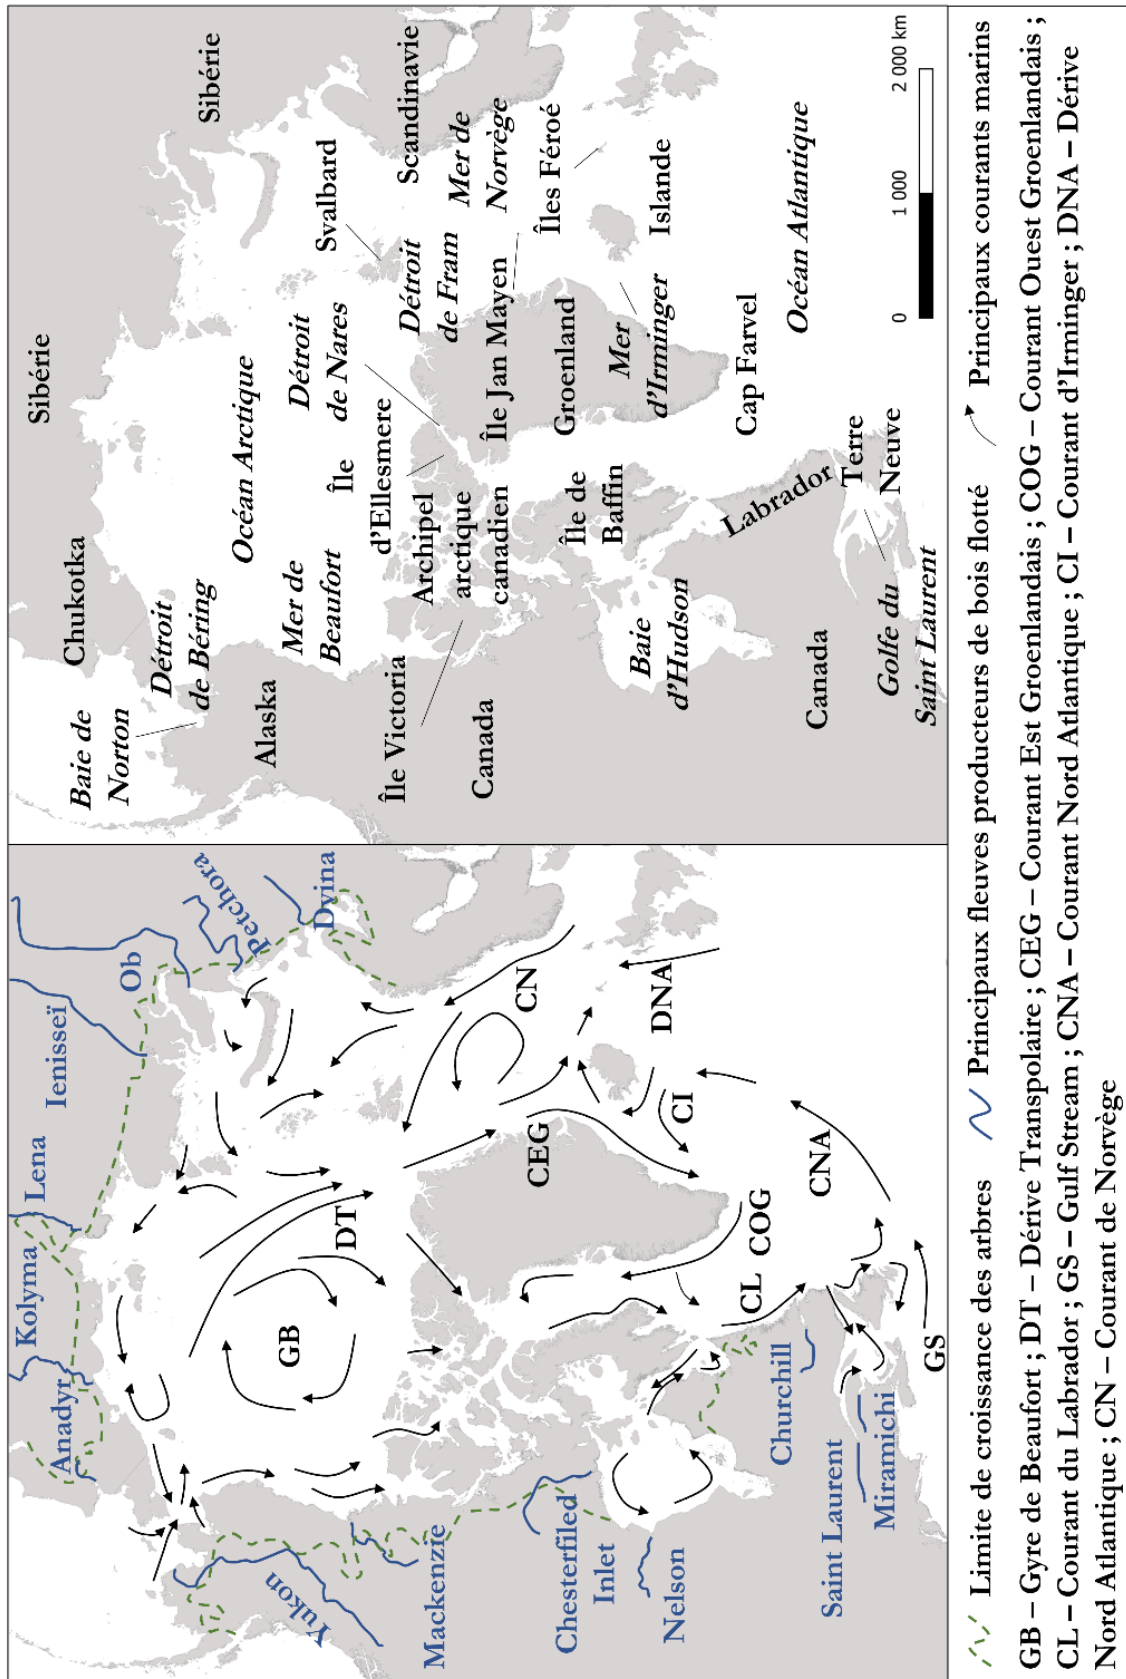 Anadyr
Kolyma
Lena
Ienisseï
Ob
Petchora
Dvina
Yukon
Mackenzie
Chesterfiled
Inlet
Nelson
Churchill
Saint Laurent
Miramichi
GB
DT
CN
CEG
DNA
CI
COG
CNA
CL
GS
Baie de
Norton
Chukotka
Détroit
de Béring
Sibérie
Sibérie
Alaska
Océan Arctique
Mer de
Beaufort
Détroit
de Nares
Svalbard
Île
d'Ellesmere
Île Victoria
Archipel
arctique
canadien
Détroit
de Fram
Scandinavie
Mer de
Norvège
Canada
Île Jan Mayen
Îles Féroé
Groenland
Île de
Baffin
Baie
d'Hudson
Mer
d'Irminger
Islande
Labrador
Cap Farvel
Océan Atlantique
Canada
Terre
Neuve
Golfe du
Saint Laurent
0
1 000
2 000 km
Limite de croissance des arbres
Principaux fleuves producteurs de bois flotté
Principaux courants marins
GB – Gyre de Beaufort ; DT – Dérive Transpolaire ; CEG – Courant Est Groenlandais ; COG – Courant Ouest Groenlandais ;
CL – Courant du Labrador ; GS – Gulf Stream ; CNA – Courant Nord Atlantique ; CI – Courant d'Irminger ; DNA – Dérive
Nord Atlantique ; CN – Courant de Norvège